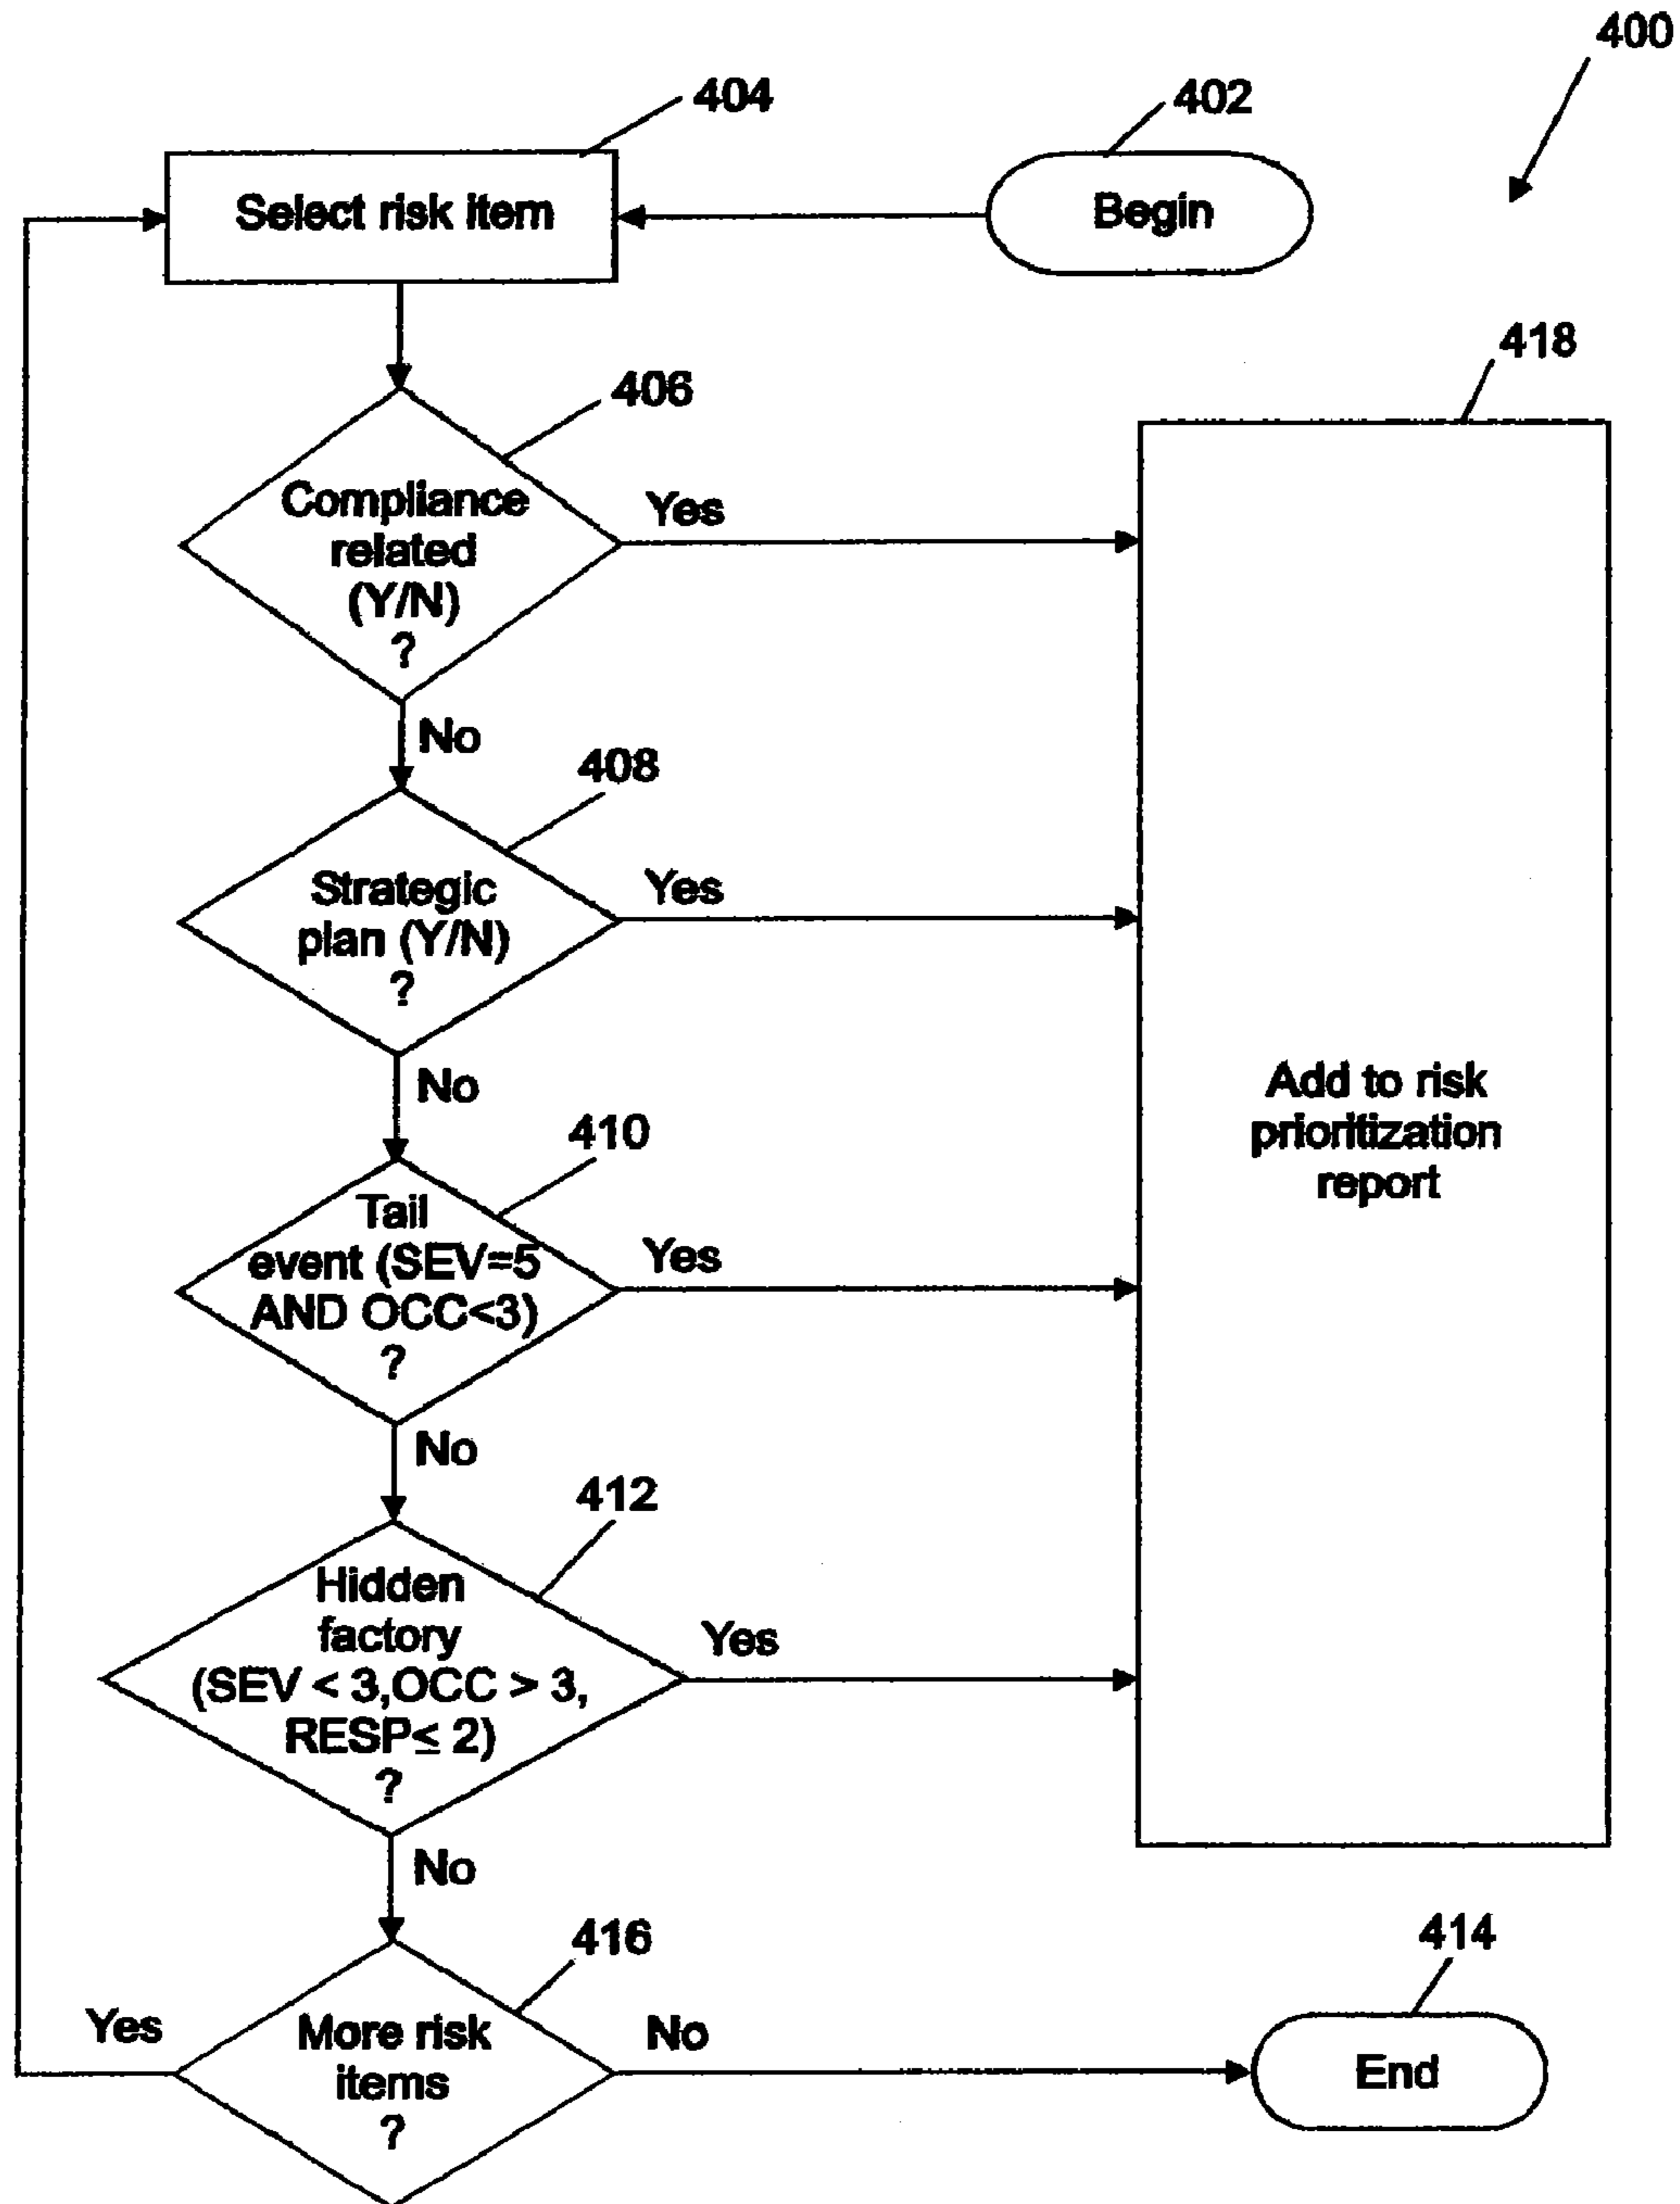 400
404
402
Select risk item
Begin
418
406
Compliance
related
(Y/N)
?
Yes
No
408
Strategic
plan (Y/N)
?
Yes
No
410
Tail
event (SEV=5
AND OCC<3)
?
Yes
Add to risk
prioritization
report
No
412
Hidden
factory
(SEV < 3,OCC > 3,
RESP≤ 2)
?
Yes
No
416
414
Yes
More risk
items
?
No
End